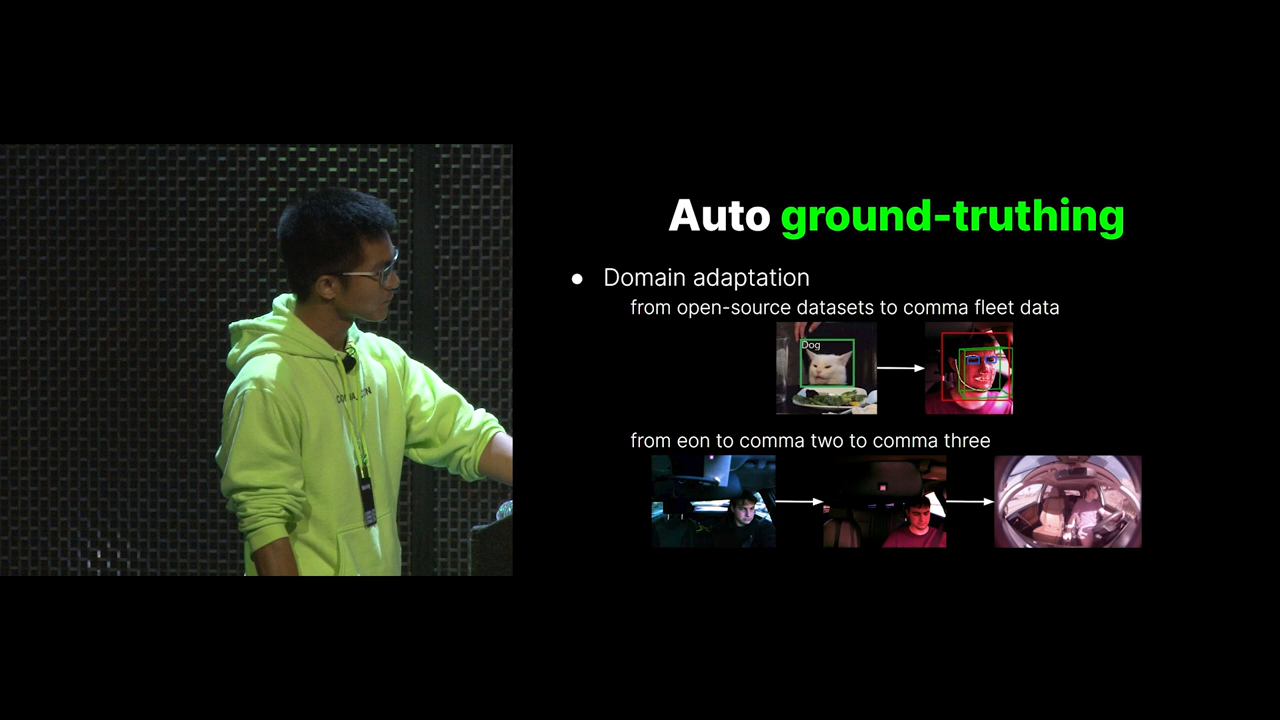 Auto ground-truthing
● Domain adaptation
from open-source datasets to comma fleet data
Dog
from eon to comma two to comma three